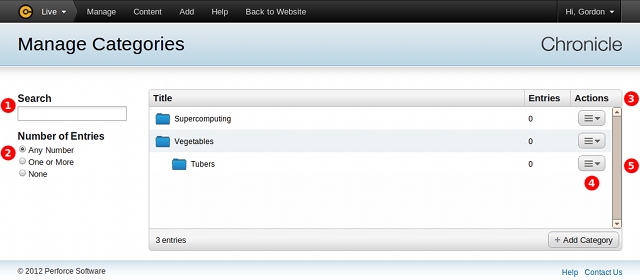 Live Manage Content Add Help Back to Website Hi, Gordon
Manage Categories Chronicle
1 Search
Number of Entries
2 Any Number
One or More
None
Title Entries Actions 3
Supercomputing 0
Vegetables 0
Tubers 0 5
4
3 entries + Add Category
© 2012 Perforce Software Help Contact Us